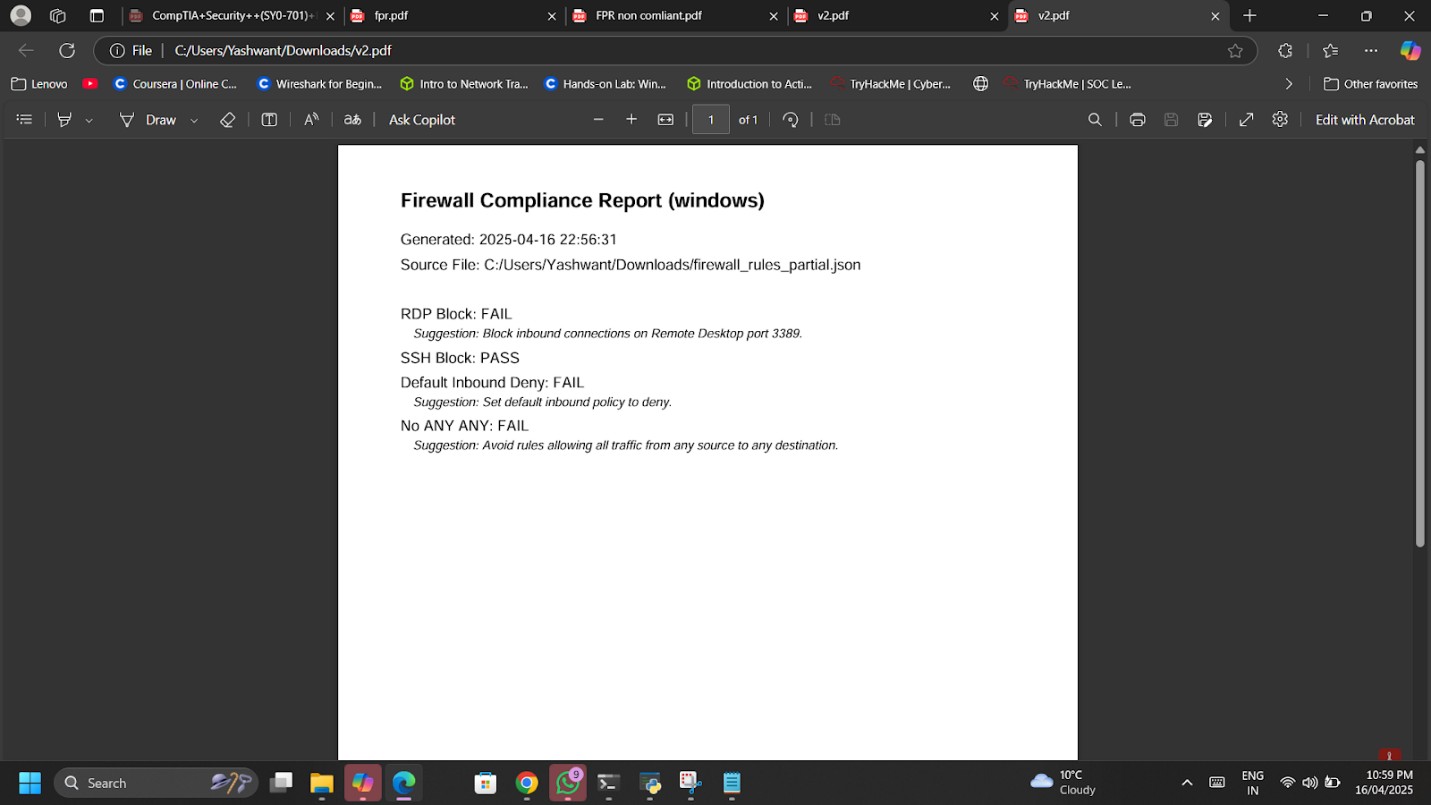 CompTIA+Security++(SY0-701)+
fpr.pdf
FPR non comliant.pdf
v2.pdf
v2.pdf
File
C:/Users/Yashwant/Downloads/v2.pdf
Lenovo
Coursera | Online C...
Wireshark for Begin...
Intro to Network Tra...
Hands-on Lab: Win...
Introduction to Acti...
TryHackMe | Cyber...
TryHackMe | SOC Le...
Other favorites
Draw
Ask Copilot
1 of 1
Edit with Acrobat
Firewall Compliance Report (windows)
Generated: 2025-04-16 22:56:31
Source File: C:/Users/Yashwant/Downloads/firewall_rules_partial.json
RDP Block: FAIL
Suggestion: Block inbound connections on Remote Desktop port 3389.
SSH Block: PASS
Default Inbound Deny: FAIL
Suggestion: Set default inbound policy to deny.
No ANY ANY: FAIL
Suggestion: Avoid rules allowing all traffic from any source to any destination.
Search
9
10°C
Cloudy
ENG
IN
10:59 PM
16/04/2025